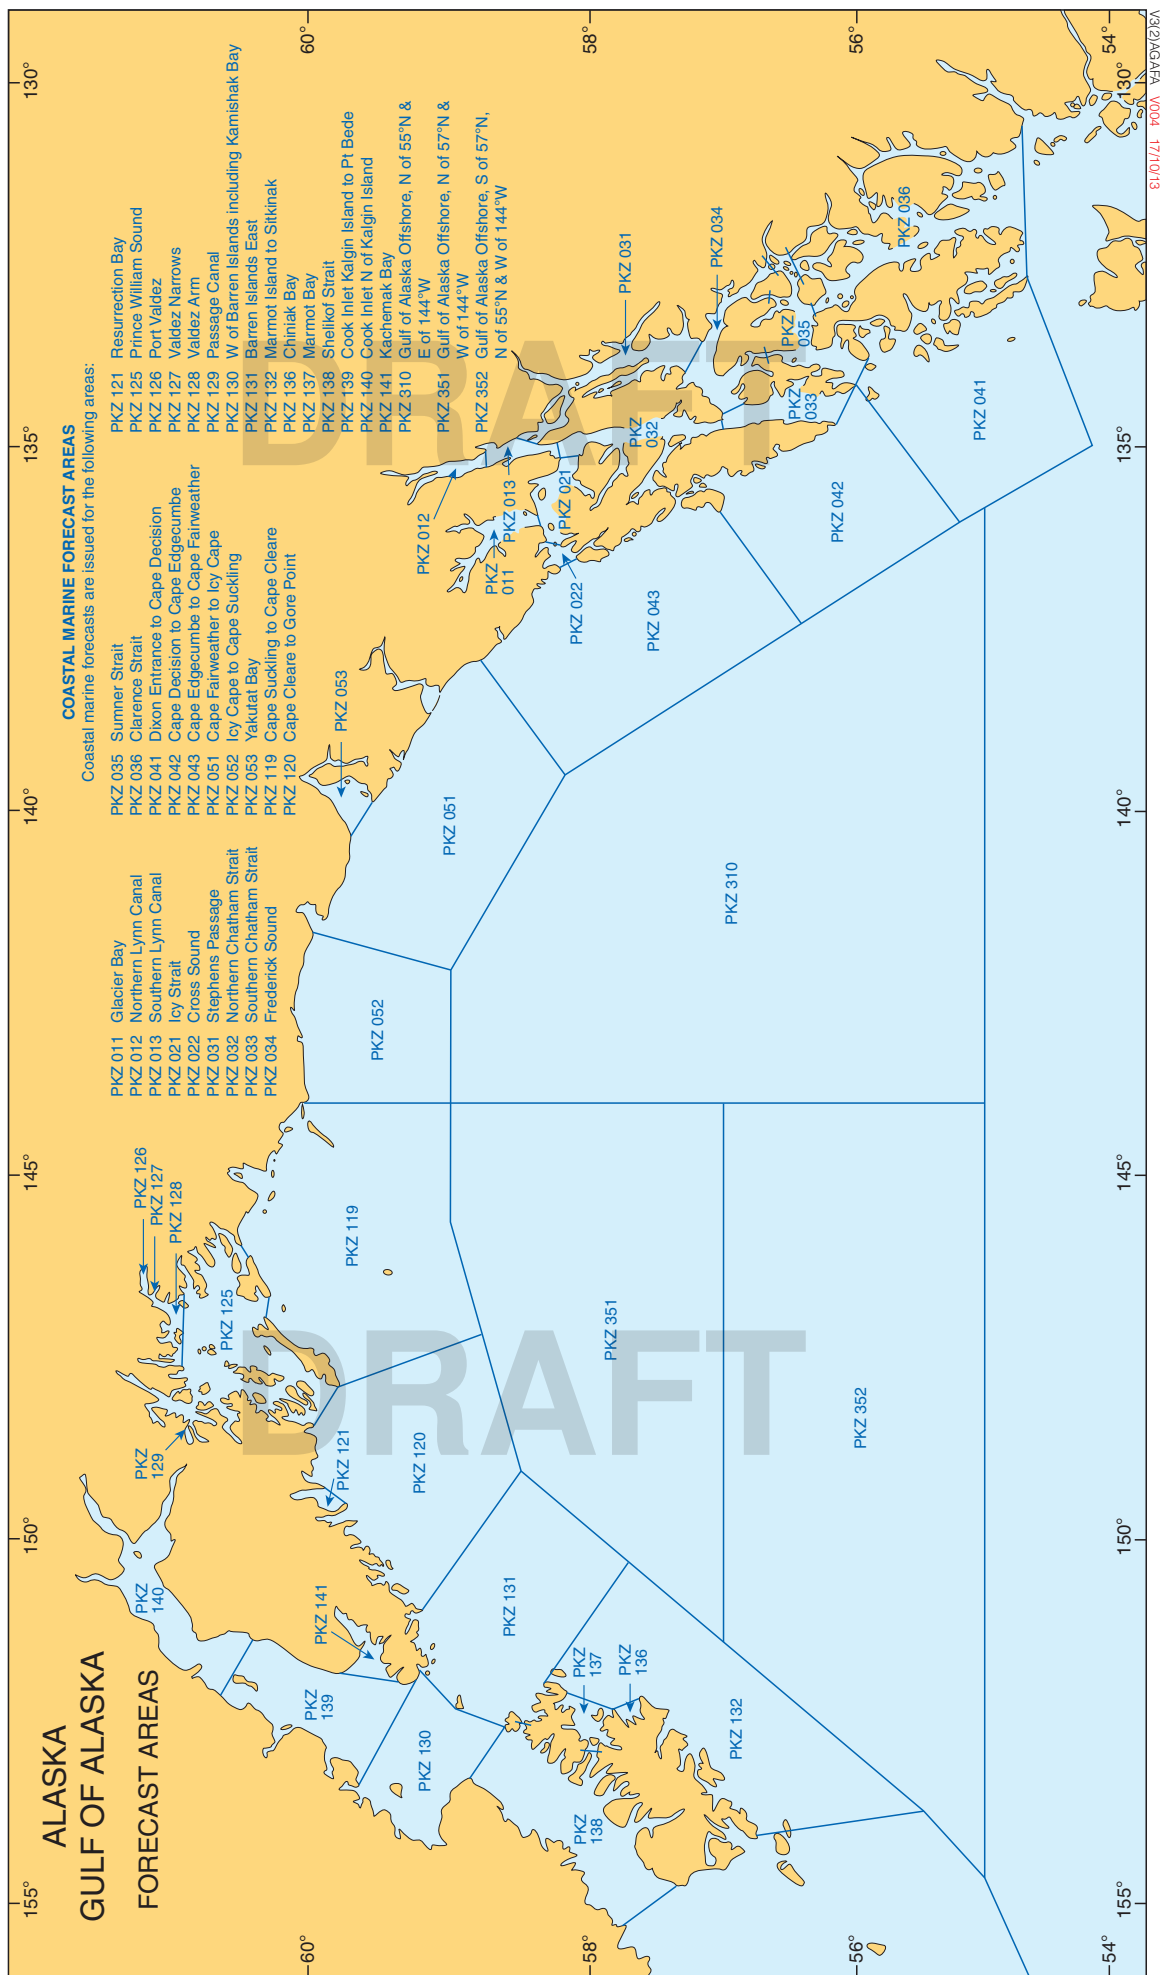 ALASKA
GULF OF ALASKA
FORECAST AREAS
COASTAL MARINE FORECAST AREAS
Coastal marine forecasts are issued for the following areas:
PKZ 011 Glacier Bay
PKZ 012 Northern Lynn Canal
PKZ 013 Southern Lynn Canal
PKZ 021 Icy Strait
PKZ 022 Cross Sound
PKZ 031 Stephens Passage
PKZ 032 Northern Chatham Strait
PKZ 033 Southern Chatham Strait
PKZ 034 Frederick Sound
PKZ 035 Sumner Strait
PKZ 036 Clarence Strait
PKZ 041 Dixon Entrance to Cape Decision
PKZ 042 Cape Decision to Cape Edgecumbe
PKZ 043 Cape Edgecumbe to Cape Fairweather
PKZ 051 Cape Fairweather to Icy Cape
PKZ 052 Icy Cape to Cape Suckling
PKZ 053 Yakutat Bay
PKZ 119 Cape Suckling to Cape Cleare
PKZ 120 Cape Cleare to Gore Point
PKZ 121 Resurrection Bay
PKZ 125 Prince William Sound
PKZ 126 Port Valdez
PKZ 127 Valdez Narrows
PKZ 128 Valdez Arm
PKZ 129 Passage Canal
PKZ 130 W of Barren Islands including Kamishak Bay
PKZ 131 Barren Islands East
PKZ 132 Marmot Island to Sitkinak
PKZ 136 Chiniak Bay
PKZ 137 Marmot Bay
PKZ 138 Shelikof Strait
PKZ 139 Cook Inlet Kalgin Island to Pt Bede
PKZ 140 Cook Inlet N of Kalgin Island
PKZ 141 Kachemak Bay
PKZ 310 Gulf of Alaska Offshore, N of 55°N &
E of 144°W
PKZ 351 Gulf of Alaska Offshore, N of 57°N &
W of 144°W
PKZ 352 Gulf of Alaska Offshore, S of 57°N,
N of 55°N & W of 144°W
155°
150°
145°
140°
135°
130°
60°
60°
58°
58°
56°
56°
54°
54°
155°
150°
145°
140°
135°
130°
PKZ
140
PKZ
129
PKZ 126
PKZ 127
PKZ 128
PKZ 125
PKZ
139
PKZ 141
PKZ 121
PKZ 119
PKZ 052
PKZ 053
PKZ 130
PKZ 120
PKZ 051
PKZ 012
PKZ
011
PKZ 013
PKZ 021
PKZ 022
PKZ 131
PKZ
138
PKZ
137
PKZ
136
PKZ 351
PKZ 043
PKZ
032
PKZ 031
PKZ 132
PKZ 310
PKZ 034
PKZ
033
PKZ
035
PKZ 352
PKZ 042
PKZ 036
PKZ 041
DRAFT
DRAFT
V3(2)AGAFA V004 17/10/13